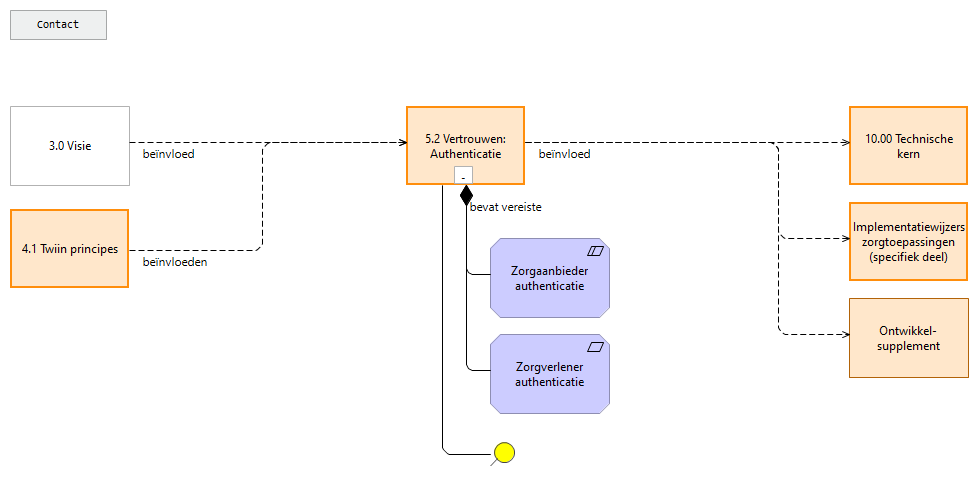 Contact
3.0 Visie
beïnvloed
4.1 Twiin principes
beïnvloeden
5.2 Vertrouwen:
Authenticatie
-
beïnvloed
bevat vereiste
Zorgaanbieder
authenticatie
Zorgverlener
authenticatie
10.00 Technische
kern
Implementatiewijzers
zorgtoepassingen
(specifiek deel)
Ontwikkel-
supplement